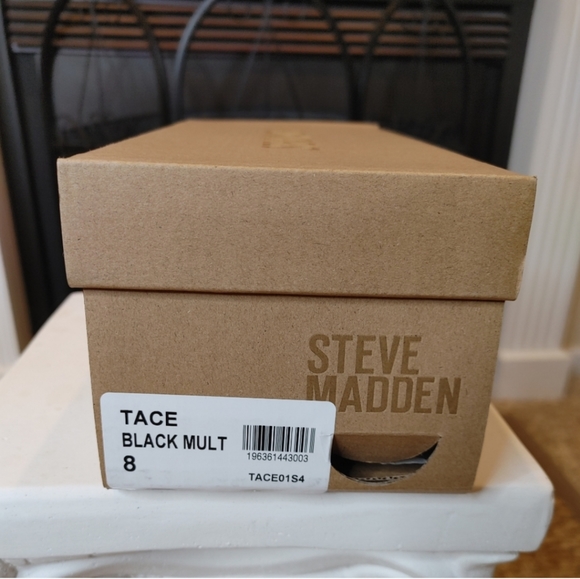 STEVE
MADDEN
TACE
BLACK MULT
8
196361443003
TACE01S4